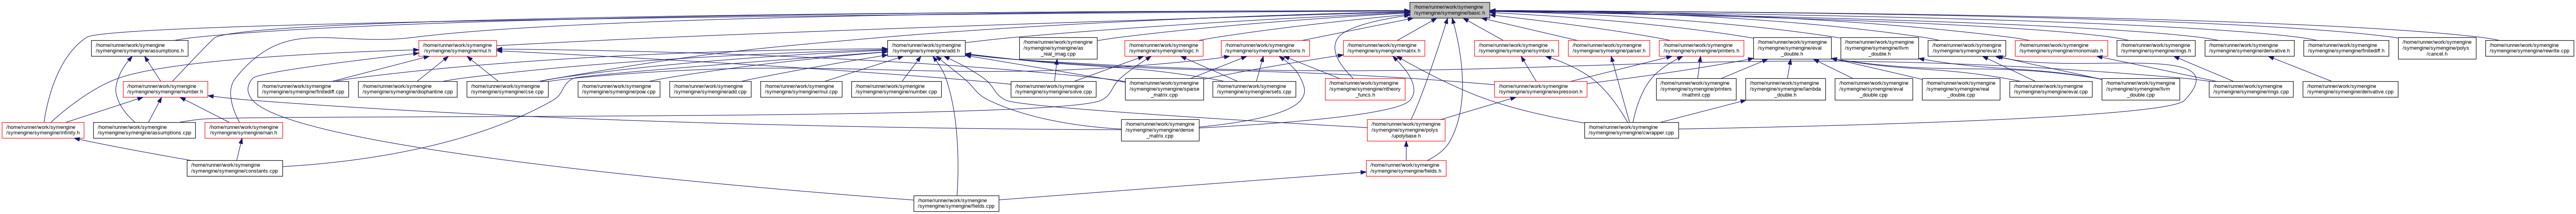 /home/runner/work/symengine
/symengine/symengine/basic.h
/home/runner/work/symengine
/symengine/symengine/assumptions.h
/home/runner/work/symengine
/symengine/symengine/mul.h
/home/runner/work/symengine
/symengine/symengine/add.h
/home/runner/work/symengine
/symengine/symengine/as
_real_imag.cpp
/home/runner/work/symengine
/symengine/symengine/logic.h
/home/runner/work/symengine
/symengine/symengine/functions.h
/home/runner/work/symengine
/symengine/symengine/matrix.h
/home/runner/work/symengine
/symengine/symengine/symbol.h
/home/runner/work/symengine
/symengine/symengine/parser.h
/home/runner/work/symengine
/symengine/symengine/printers.h
/home/runner/work/symengine
/symengine/symengine/eval
_double.h
/home/runner/work/symengine
/symengine/symengine/llvm
_double.h
/home/runner/work/symengine
/symengine/symengine/eval.h
/home/runner/work/symengine
/symengine/symengine/monomials.h
/home/runner/work/symengine
/symengine/symengine/rings.h
/home/runner/work/symengine
/symengine/symengine/derivative.h
/home/runner/work/symengine
/symengine/symengine/finitediff.h
/home/runner/work/symengine
/symengine/symengine/polys
/cancel.h
/home/runner/work/symengine
/symengine/symengine/rewrite.h
/home/runner/work/symengine
/symengine/symengine/number.h
/home/runner/work/symengine
/symengine/symengine/finitediff.cpp
/home/runner/work/symengine
/symengine/symengine/diophantine.cpp
/home/runner/work/symengine
/symengine/symengine/cse.cpp
/home/runner/work/symengine
/symengine/symengine/pow.cpp
/home/runner/work/symengine
/symengine/symengine/add.cpp
/home/runner/work/symengine
/symengine/symengine/mul.cpp
/home/runner/work/symengine
/symengine/symengine/number.cpp
/home/runner/work/symengine
/symengine/symengine/solve.cpp
/home/runner/work/symengine
/symengine/symengine/sparse
_matrix.cpp
/home/runner/work/symengine
/symengine/symengine/sets.cpp
/home/runner/work/symengine
/symengine/symengine/ntheory
_funcs.h
/home/runner/work/symengine
/symengine/symengine/expression.h
/home/runner/work/symengine
/symengine/symengine/printers
/mathml.cpp
/home/runner/work/symengine
/symengine/symengine/lambda
_double.h
/home/runner/work/symengine
/symengine/symengine/eval
_double.cpp
/home/runner/work/symengine
/symengine/symengine/real
_double.cpp
/home/runner/work/symengine
/symengine/symengine/eval.cpp
/home/runner/work/symengine
/symengine/symengine/llvm
_double.cpp
/home/runner/work/symengine
/symengine/symengine/rings.cpp
/home/runner/work/symengine
/symengine/symengine/derivative.cpp
/home/runner/work/symengine
/symengine/symengine/infinity.h
/home/runner/work/symengine
/symengine/symengine/assumptions.cpp
/home/runner/work/symengine
/symengine/symengine/nan.h
/home/runner/work/symengine
/symengine/symengine/dense
_matrix.cpp
/home/runner/work/symengine
/symengine/symengine/polys
/upolybase.h
/home/runner/work/symengine
/symengine/symengine/cwrapper.cpp
/home/runner/work/symengine
/symengine/symengine/constants.cpp
/home/runner/work/symengine
/symengine/symengine/fields.h
/home/runner/work/symengine
/symengine/symengine/fields.cpp